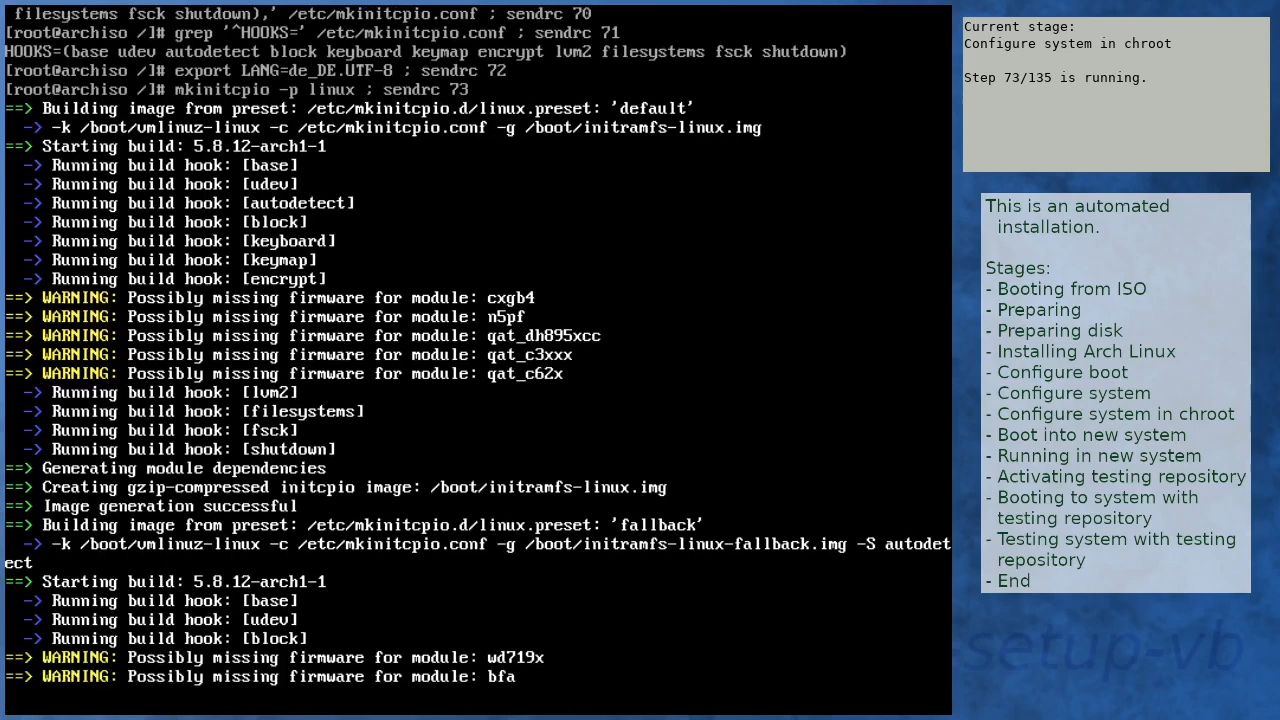 filesystems fsck shutdown),' /etc/mkinitcpio.conf ; sendrc 70
[root@archiso /]# grep '^HOOKS=' /etc/mkinitcpio.conf ; sendrc 71
HOOKS=(base udev autodetect block keyboard keymap encrypt lvm2 filesystems fsck shutdown)
[root@archiso /]# export LANG=de_DE.UTF-8 ; sendrc 72
[root@archiso /]# mkinitcpio -p linux ; sendrc 73
==> Building image from preset: /etc/mkinitcpio.d/linux.preset: 'default'
-> -k /boot/vmlinuz-linux -c /etc/mkinitcpio.conf -g /boot/initramfs-linux.img
==> Starting build: 5.8.12-arch1-1
-> Running build hook: [base]
-> Running build hook: [udev]
-> Running build hook: [autodetect]
-> Running build hook: [block]
-> Running build hook: [keyboard]
-> Running build hook: [keymap]
-> Running build hook: [encrypt]
==> WARNING: Possibly missing firmware for module: cxgb4
==> WARNING: Possibly missing firmware for module: n5pf
==> WARNING: Possibly missing firmware for module: qat_dh895xcc
==> WARNING: Possibly missing firmware for module: qat_c3xxx
==> WARNING: Possibly missing firmware for module: qat_c62x
-> Running build hook: [lvm2]
-> Running build hook: [filesystems]
-> Running build hook: [fsck]
-> Running build hook: [shutdown]
==> Generating module dependencies
==> Creating gzip-compressed initcpio image: /boot/initramfs-linux.img
==> Image generation successful
==> Building image from preset: /etc/mkinitcpio.d/linux.preset: 'fallback'
-> -k /boot/vmlinuz-linux -c /etc/mkinitcpio.conf -g /boot/initramfs-linux-fallback.img -S autodet
ect
==> Starting build: 5.8.12-arch1-1
-> Running build hook: [base]
-> Running build hook: [udev]
-> Running build hook: [block]
==> WARNING: Possibly missing firmware for module: wd719x
==> WARNING: Possibly missing firmware for module: bfa
Current stage:
Configure system in chroot
Step 73/135 is running.
This is an automated
installation.
Stages:
- Booting from ISO
- Preparing
- Preparing disk
- Installing Arch Linux
- Configure boot
- Configure system
- Configure system in chroot
- Boot into new system
- Running in new system
- Activating testing repository
- Booting to system with
testing repository
- Testing system with testing
repository
- End
setup-vb